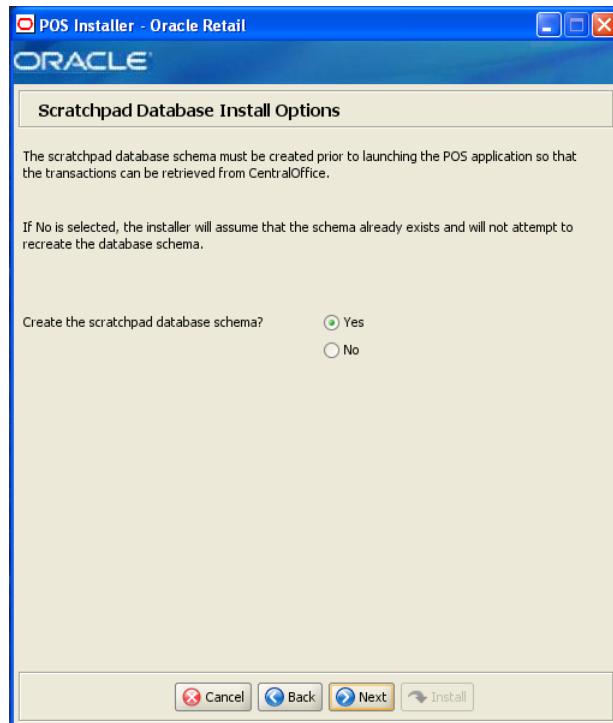 POS Installer - Oracle Retail
ORACLE
Scratchpad Database Install Options
The scratchpad database schema must be created prior to launching the POS application so that
the transactions can be retrieved from CentralOffice.
If No is selected, the installer will assume that the schema already exists and will not attempt to
recreate the database schema.
Create the scratchpad database schema? Yes
No
Cancel Back Next Install